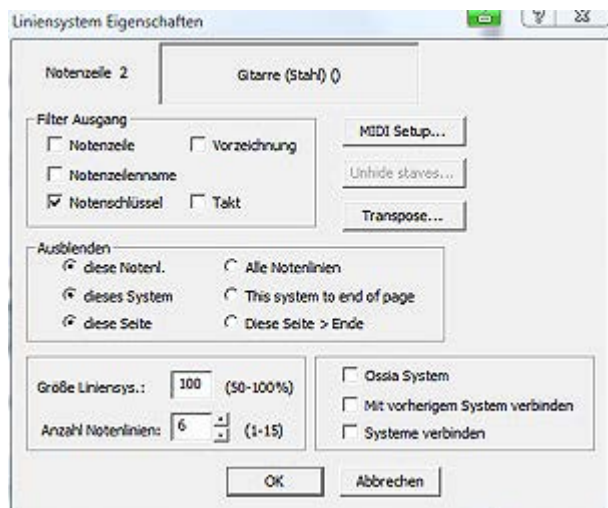 Liniensystem Eigenschaften
Notenzeile 2
Gitarre (Stahl) ()
Filter Ausgang
Notenzeile
Vorzeichnung
MIDI Setup...
Notenzeilenname
Unhide staves...
Notenschlüssel
Takt
Transpose...
Ausblenden
diese Notenl.
Alle Notenlinien
dieses System
This system to end of page
diese Seite
Diese Seite > Ende
Größe Liniensys.: 100 (50-100%)
Anzahl Notenlinien: 6 (1-15)
Ossia System
Mit vorherigem System verbinden
Systeme verbinden
OK
Abbrechen